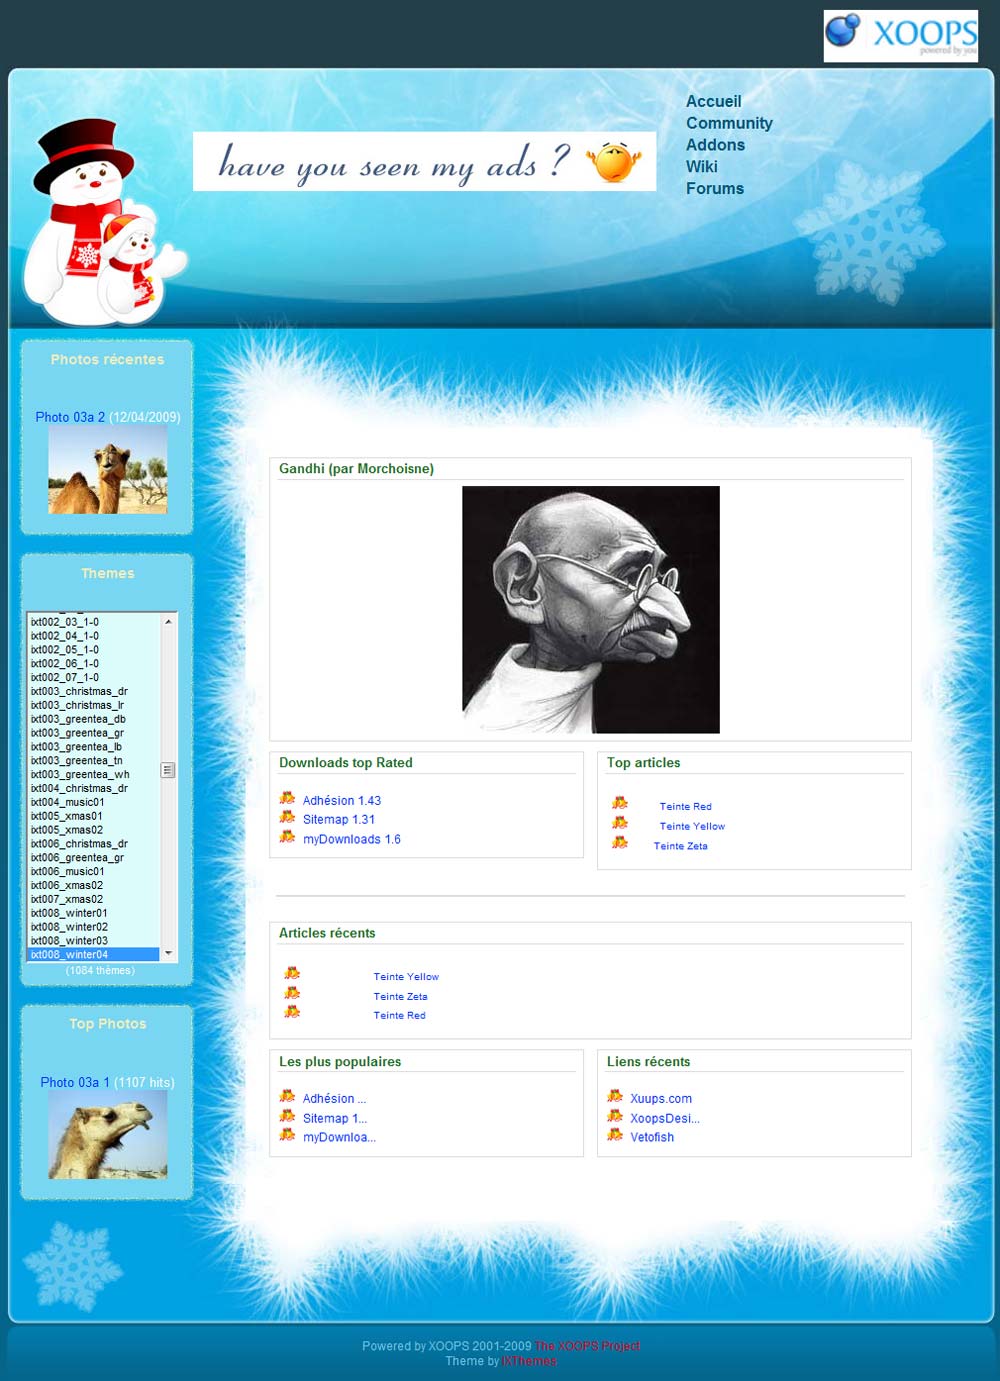 XOOPS
powered by you
have you seen my ads ?
Accueil
Community
Addons
Wiki
Forums
Photos récentes
Photo 03a 2 (12/04/2009)
Themes
ixt002_03_1-0
ixt002_04_1-0
ixt002_05_1-0
ixt002_06_1-0
ixt002_07_1-0
ixt003_christmas_dr
ixt003_christmas_lr
ixt003_greentea_db
ixt003_greentea_gr
ixt003_greentea_lb
ixt003_greentea_tn
ixt003_greentea_wh
ixt004_christmas_dr
ixt004_music01
ixt005_xmas01
ixt005_xmas02
ixt006_christmas_dr
ixt006_greentea_gr
ixt006_music01
ixt006_xmas02
ixt007_xmas02
ixt008_winter01
ixt008_winter02
ixt008_winter03
ixt008_winter04
(1084 thèmes)
Top Photos
Photo 03a 1 (1107 hits)
Gandhi (par Morchoisne)
Downloads top Rated
Adhésion 1.43
Sitemap 1.31
myDownloads 1.6
Top articles
Teinte Red
Teinte Yellow
Teinte Zeta
Articles récents
Teinte Yellow
Teinte Zeta
Teinte Red
Les plus populaires
Adhésion ...
Sitemap 1...
myDownloa...
Liens récents
Xuups.com
XoopsDesi...
Vetofish
Powered by XOOPS 2001-2009 The XOOPS Project
Theme by IXThemes